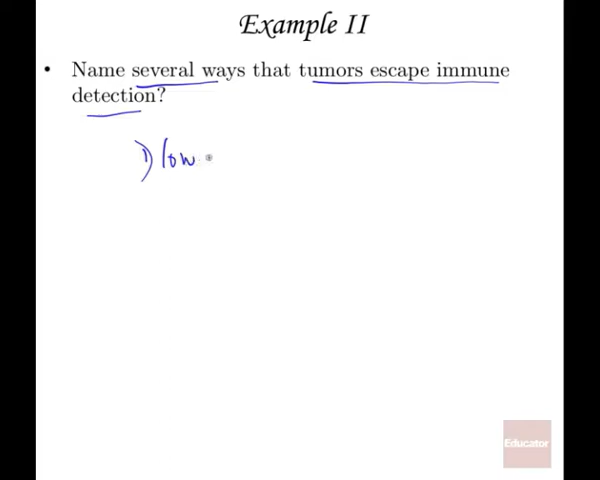 Example II
• Name several ways that tumors escape immune
detection?
1) low
Educator